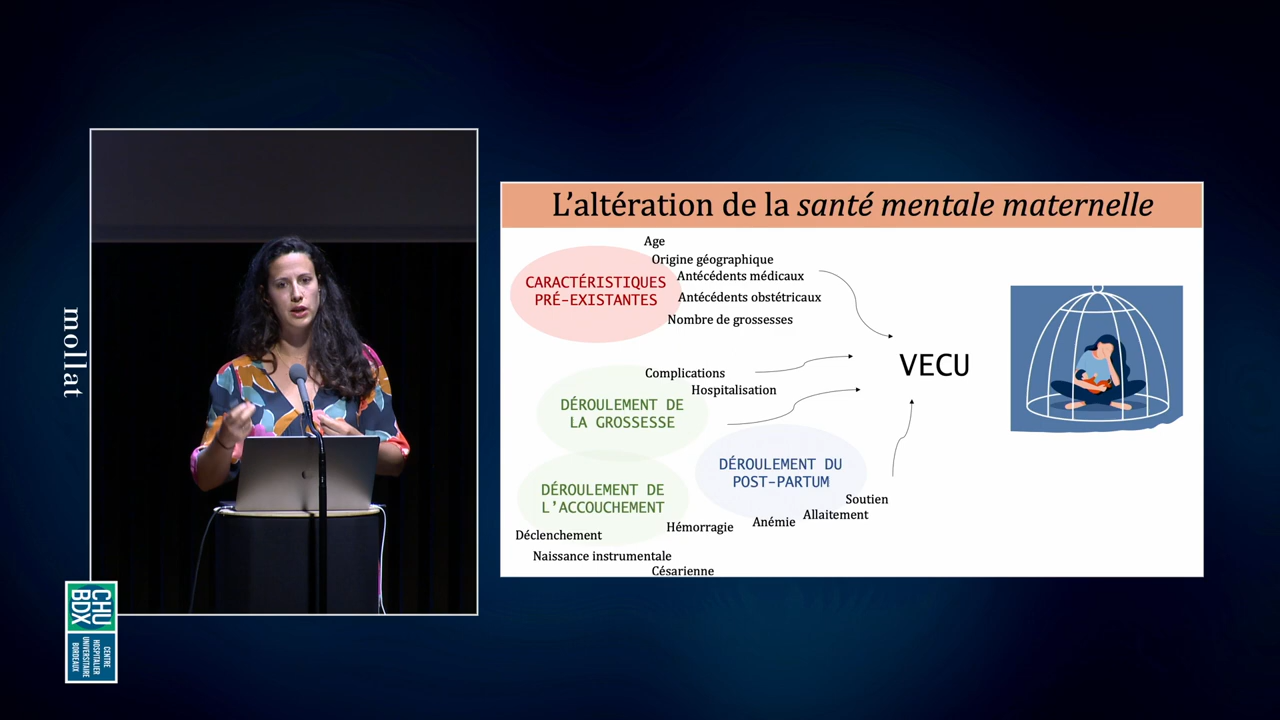 mollat
CHU
BDX
CENTRE
HOSPITALIER
UNIVERSITAIRE
BORDEAUX
L'altération de la santé mentale maternelle
Age
Origine géographique
Antécédents médicaux
CARACTÉRISTIQUES
PRÉ-EXISTANTES
Antécédents obstétricaux
Nombre de grossesses
VECU
Complications
Hospitalisation
DÉROULEMENT DE
LA GROSSESSE
DÉROULEMENT DU
POST-PARTUM
DÉROULEMENT DE
L'ACCOUCHEMENT
Soutien
Allaitement
Anémie
Hémorragie
Déclenchement
Naissance instrumentale
Césarienne